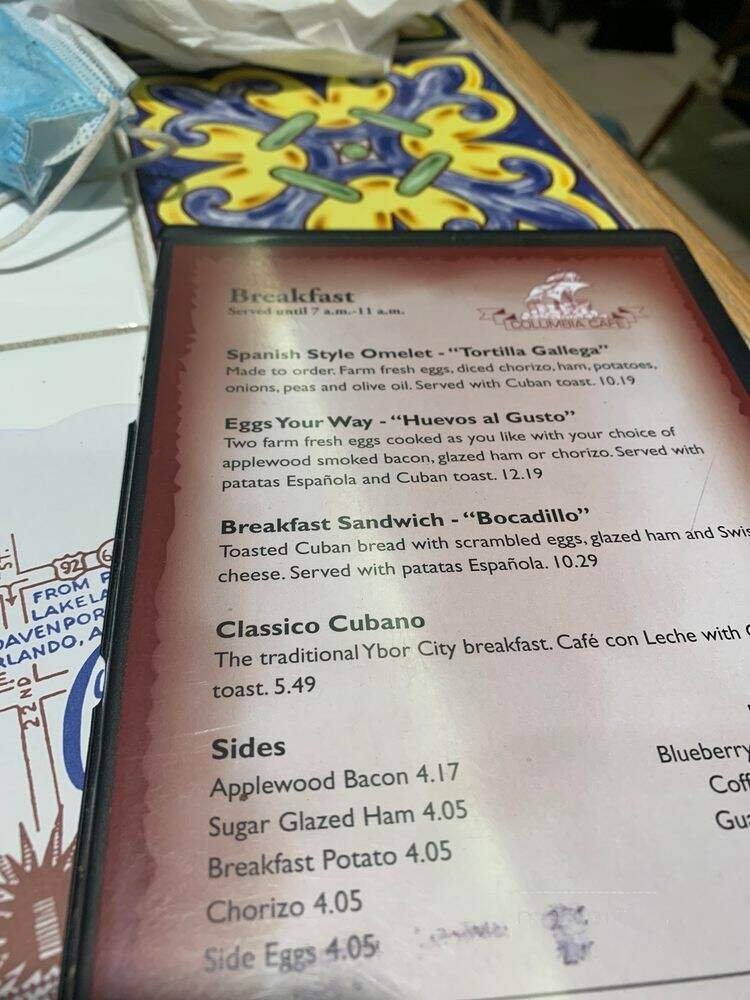 Breakfast
Served until 7 a.m.-11 a.m.
COLUMBIA CAFE
Spanish Style Omelet - “Tortilla Gallega”
Made to order. Farm fresh eggs, diced chorizo, ham, potatoes,
onions, peas and olive oil. Served with Cuban toast. 10.19
Eggs Your Way - “Huevos al Gusto”
Two farm fresh eggs cooked as you like with your choice of
applewood smoked bacon, glazed ham or chorizo. Served with
patatas Española and Cuban toast. 12.19
Breakfast Sandwich - “Bocadillo”
Toasted Cuban bread with scrambled eggs, glazed ham and Swis
cheese. Served with patatas Española. 10.29
Classico Cubano
The traditional Ybor City breakfast. Café con Leche with
toast. 5.49
Sides
Applewood Bacon 4.17
Sugar Glazed Ham 4.05
Breakfast Potato 4.05
Chorizo 4.05
Side Eggs 4.05
Blueberry
Coff
Gua
ST.
92
6
FROM
LAKELA
DAVENPOR
RLANDO, A
22 ND